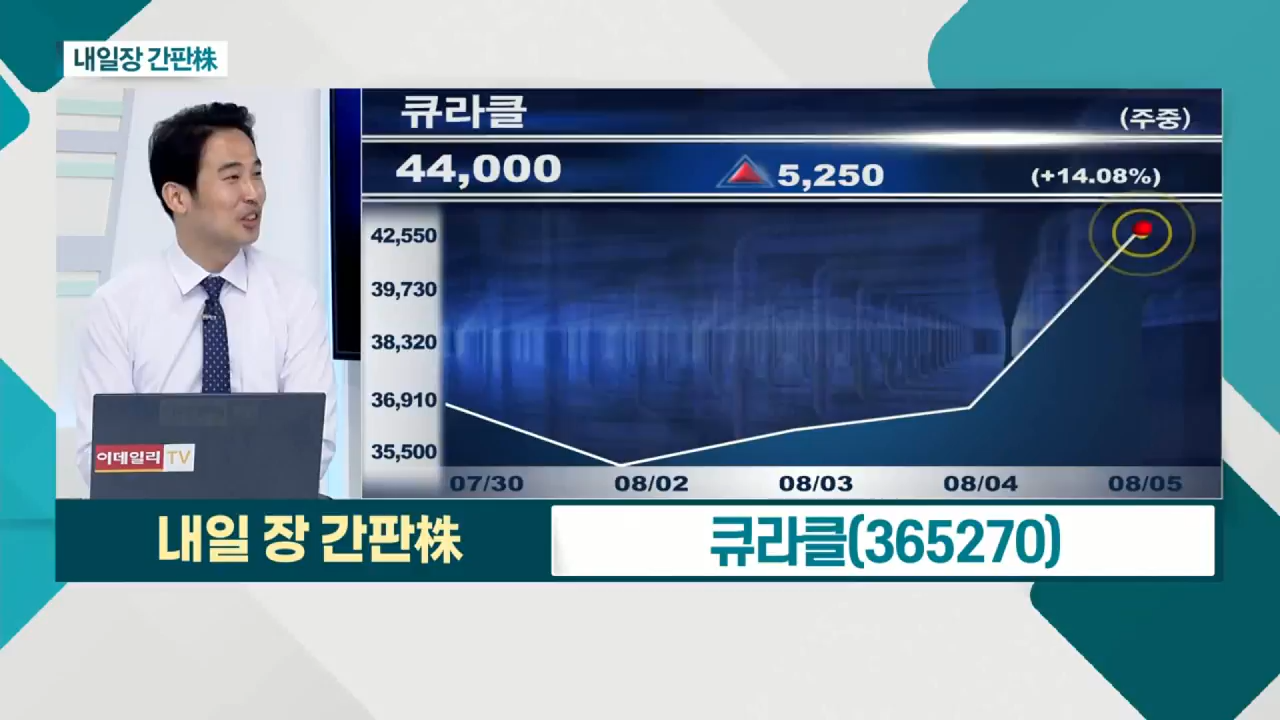 내일장 간판株
큐라클
(주중)
44,000
5,250
(+14.08%)
42,550
39,730
38,320
36,910
35,500
07/30
08/02
08/03
08/04
08/05
이데일리 TV
내일 장 간판株
큐라클(365270)